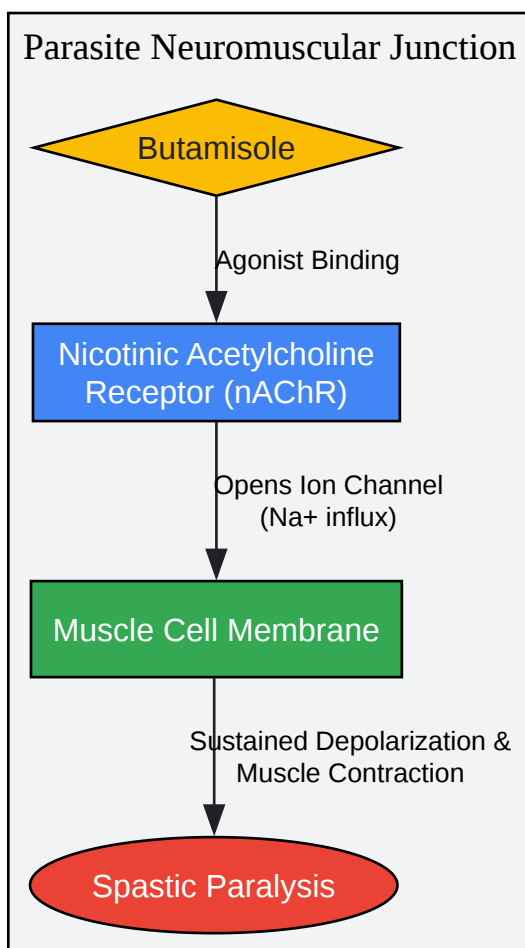 Parasite Neuromuscular Junction
Butamisole
Agonist Binding
Nicotinic Acetylcholine
Receptor (nAChR)
Opens Ion Channel
(Na+ influx)
Muscle Cell Membrane
Sustained Depolarization &
Muscle Contraction
Spastic Paralysis